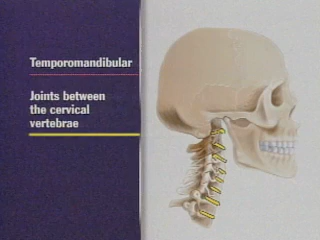 Temporomandibular
Joints between
the cervical
vertebrae